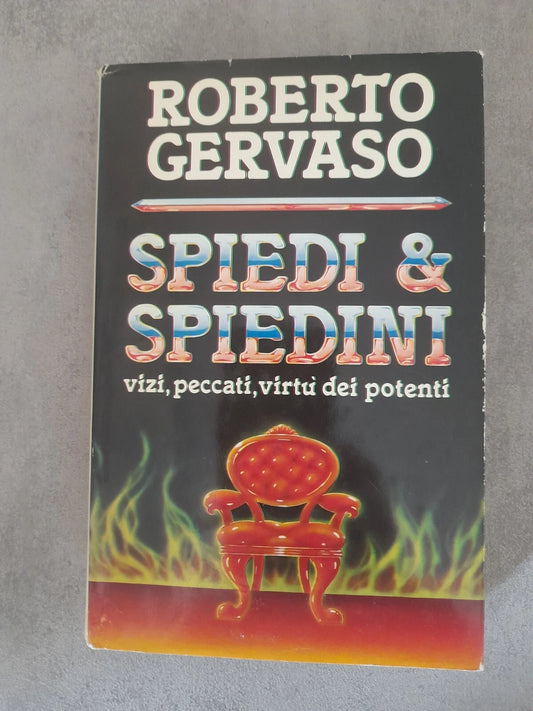 ROBERTO
GERVASO
SPIEDI &
SPIEDINI
vizi, peccati, virtù dei potenti